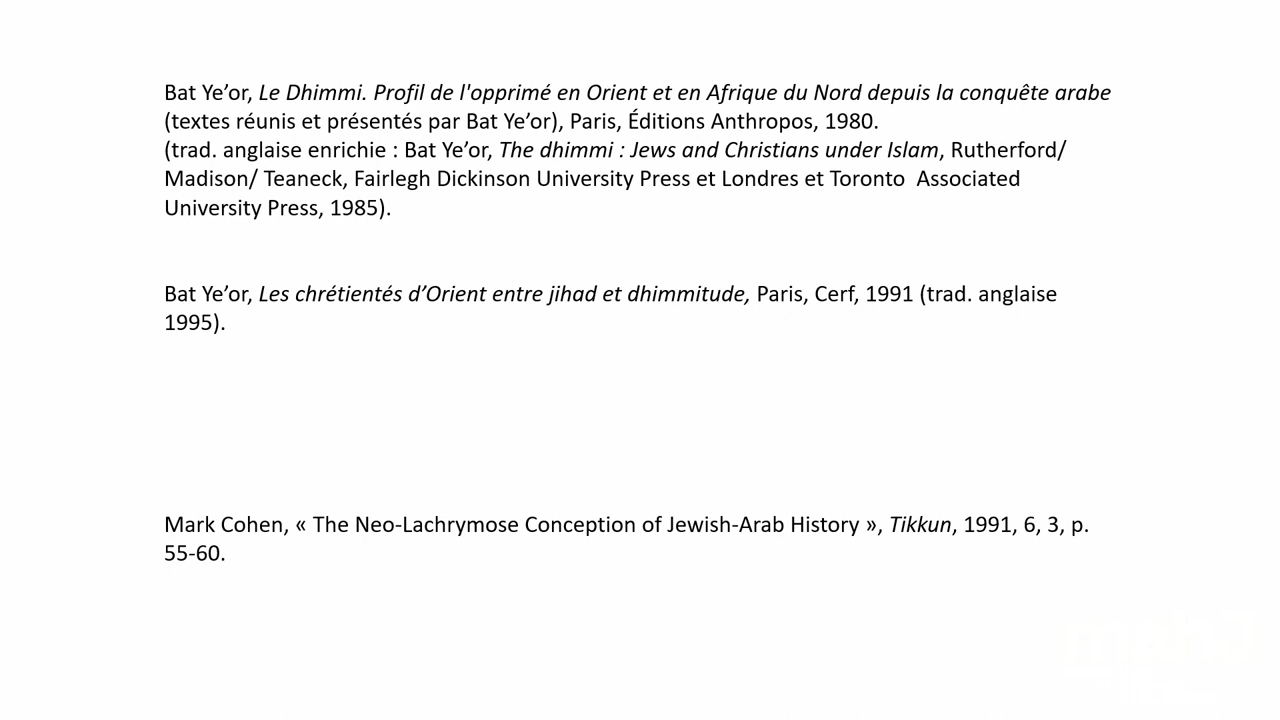 Bat Ye’or, Le Dhimmi. Profil de l'opprimé en Orient et en Afrique du Nord depuis la conquête arabe
(textes réunis et présentés par Bat Ye’or), Paris, Éditions Anthropos, 1980.
(trad. anglaise enrichie : Bat Ye’or, The dhimmi : Jews and Christians under Islam, Rutherford/
Madison/ Teaneck, Fairlegh Dickinson University Press et Londres et Toronto  Associated
University Press, 1985).
Bat Ye’or, Les chrétientés d’Orient entre jihad et dhimmitude, Paris, Cerf, 1991 (trad. anglaise
1995).
Mark Cohen, « The Neo-Lachrymose Conception of Jewish-Arab History », Tikkun, 1991, 6, 3, p.
55-60.